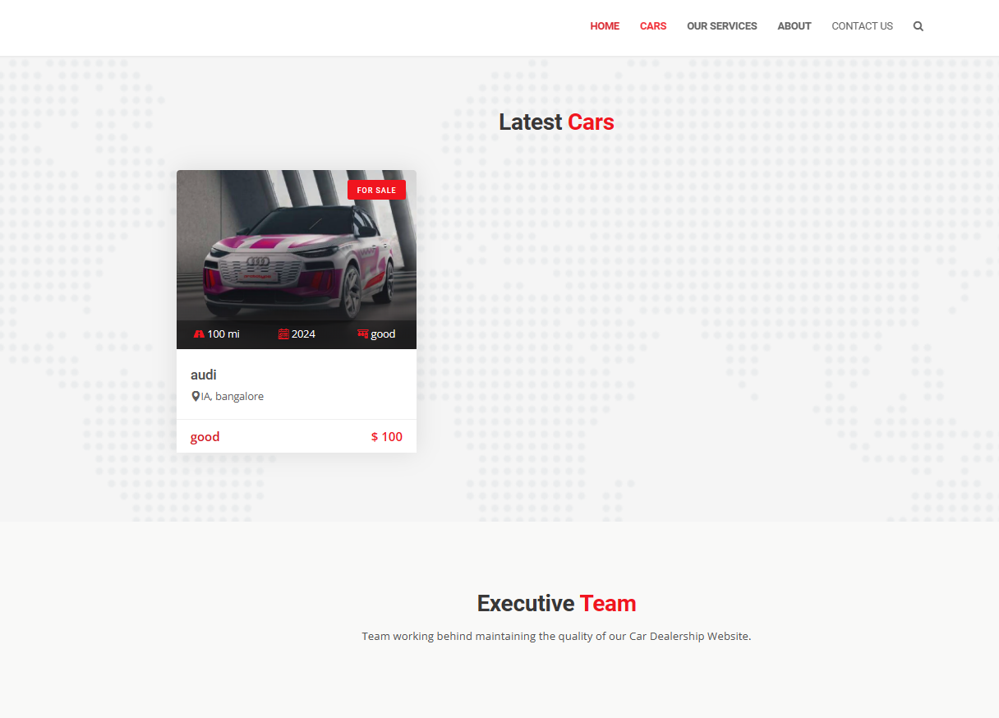 HOME CARS OUR SERVICES ABOUT CONTACT US
Latest Cars
FOR SALE
100 mi 2024 good
audi
IA, bangalore
good $ 100
Executive Team
Team working behind maintaining the quality of our Car Dealership Website.